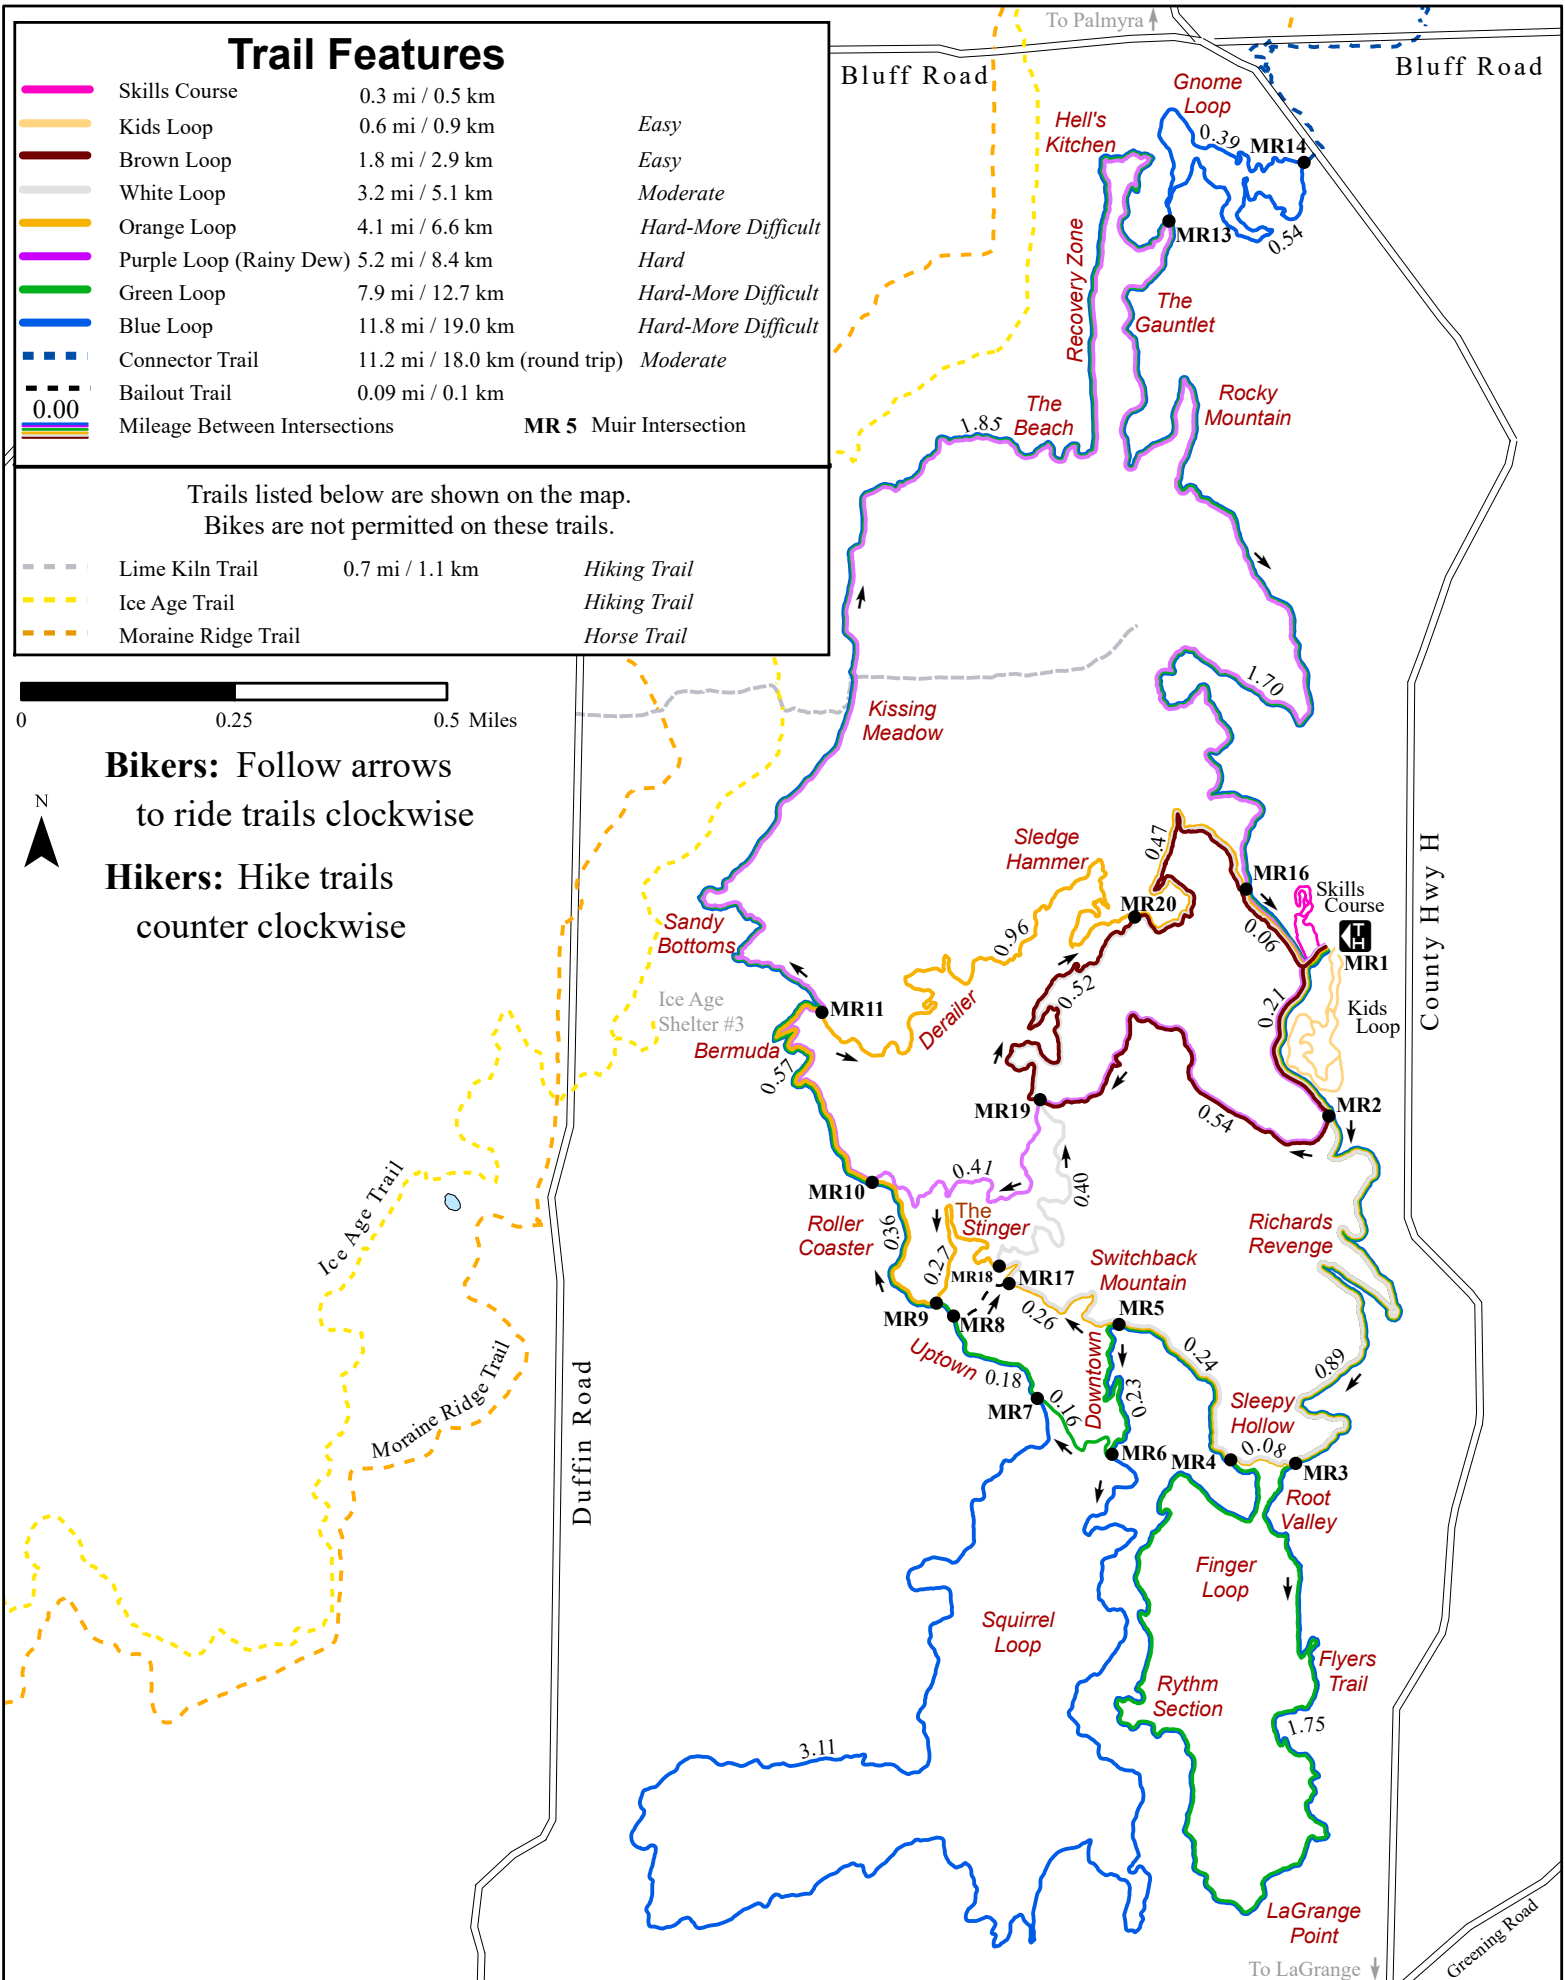 Trail Features
Skills Course 0.3 mi / 0.5 km
Kids Loop 0.6 mi / 0.9 km Easy
Brown Loop 1.8 mi / 2.9 km Easy
White Loop 3.2 mi / 5.1 km Moderate
Orange Loop 4.1 mi / 6.6 km Hard-More Difficult
Purple Loop (Rainy Dew) 5.2 mi / 8.4 km Hard
Green Loop 7.9 mi / 12.7 km Hard-More Difficult
Blue Loop 11.8 mi / 19.0 km Hard-More Difficult
Connector Trail 11.2 mi / 18.0 km (round trip) Moderate
Bailout Trail 0.09 mi / 0.1 km
0.00
Mileage Between Intersections MR 5 Muir Intersection
Trails listed below are shown on the map.
Bikes are not permitted on these trails.
Lime Kiln Trail 0.7 mi / 1.1 km Hiking Trail
Ice Age Trail Hiking Trail
Moraine Ridge Trail Horse Trail
0 0.25 0.5 Miles
Bikers: Follow arrows
to ride trails clockwise
N
Hikers: Hike trails
counter clockwise
To Palmyra
Bluff Road
Bluff Road
Gnome
Loop
Hell's
Kitchen
0.39
MR14
MR13
0.54
Recovery Zone
The
Gauntlet
The
Beach
1.85
Rocky
Mountain
1.70
Kissing
Meadow
County Hwy H
Sledge
Hammer
0.47
MR16
Skills
Course
MR20
TH
MR1
0.06
Sandy
Bottoms
0.96
0.52
0.21
Kids
Loop
Ice Age
Shelter #3
MR11
Derailer
Bermuda
0.57
MR19
MR2
0.54
0.41
0.40
MR10
Roller
Coaster
0.36
The
Stinger
0.27
Richards
Revenge
Switchback
Mountain
MR18
MR17
MR5
MR9
MR8
0.26
Uptown
0.18
Downtown
0.24
0.23
0.89
MR7
0.16
Sleepy
Hollow
0.08
MR6
MR4
MR3
Root
Valley
Ice Age Trail
Moraine Ridge Trail
Duffin Road
Finger
Loop
Squirrel
Loop
Flyers
Trail
Rythm
Section
1.75
3.11
LaGrange
Point
Greening Road
To LaGrange